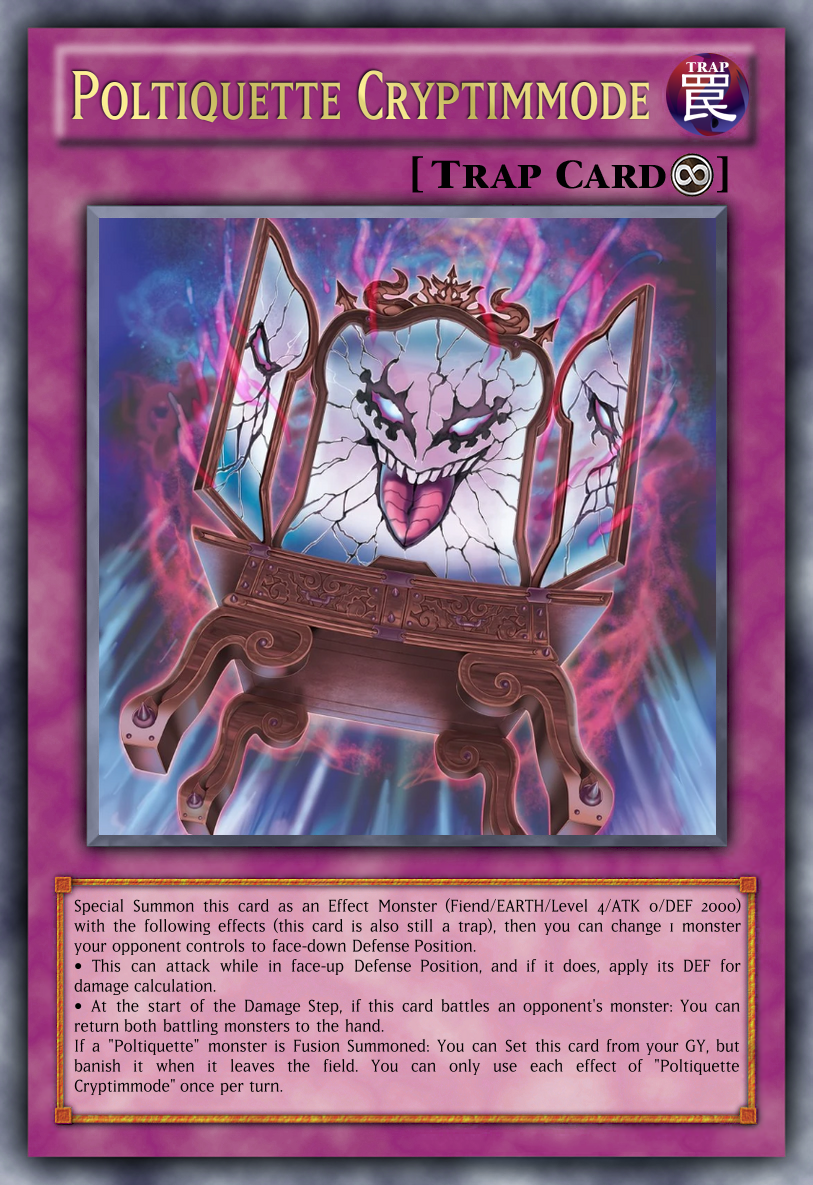 Poltiquette Cryptimmode
TRAP
罠
[Trap Card∞]
Special Summon this card as an Effect Monster (Fiend/EARTH/Level 4/ATK 0/DEF 2000)
with the following effects (this card is also still a trap), then you can change 1 monster
your opponent controls to face-down Defense Position.
• This can attack while in face-up Defense Position, and if it does, apply its DEF for
damage calculation.
• At the start of the Damage Step, if this card battles an opponent's monster: You can
return both battling monsters to the hand.
If a "Poltiquette" monster is Fusion Summoned: You can Set this card from your GY, but
banish it when it leaves the field. You can only use each effect of "Poltiquette
Cryptimmode" once per turn.